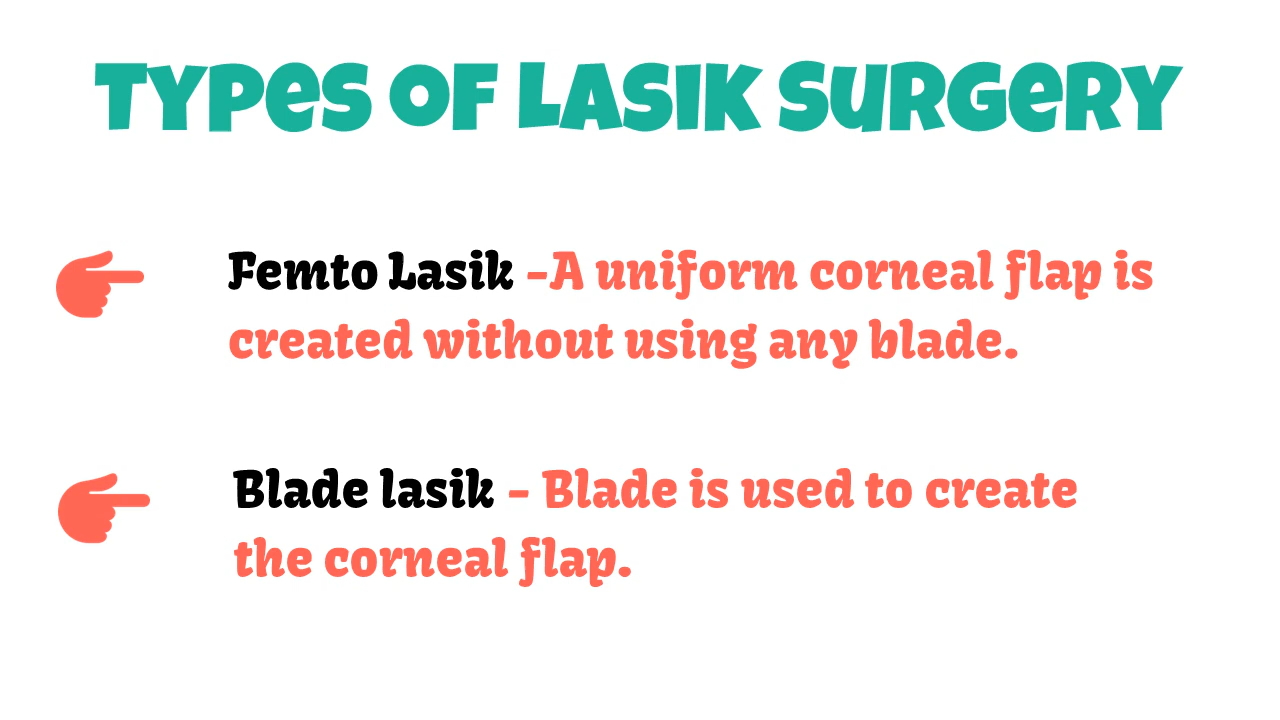 Types of LASIK Surgery
Femto Lasik -A uniform corneal flap is
created without using any blade.
Blade lasik - Blade is used to create
the corneal flap.